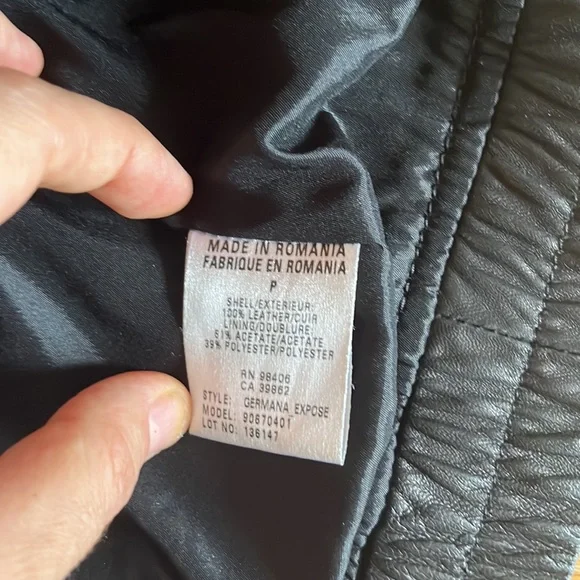 MADE IN ROMANIA
FABRIQUE EN ROMANIA
P
SHELL/EXTERIEUR
100% LEATHER/CUIR
LINING/DOUBLURE
61% ACETATE/ACETATE
39% POLYESTER/POLYESTER
RN 98406
CA 39862
STYLE: GERMANA_EXPOSE
MODEL: 90670401
LOT NO: 136147